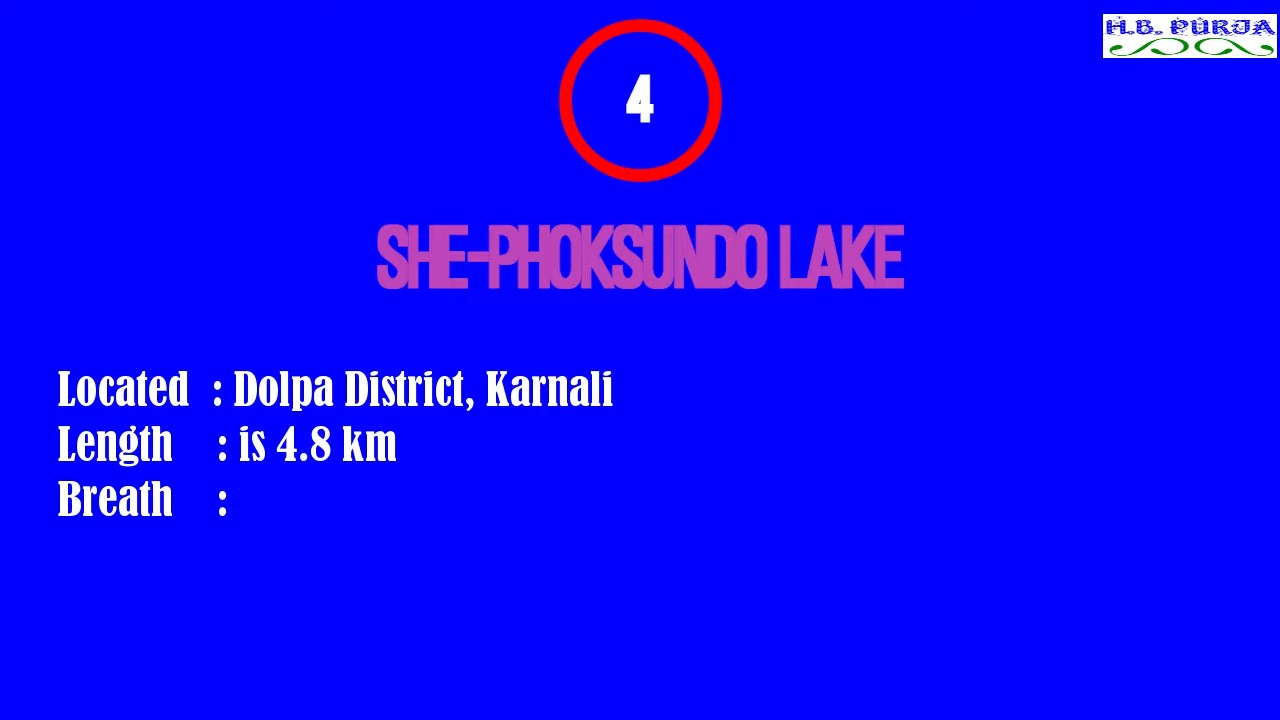 H.B. PURJA
4
SHE-PHOKSUNDO LAKE
Located : Dolpa District, Karnali
Length : is 4.8 km
Breath :